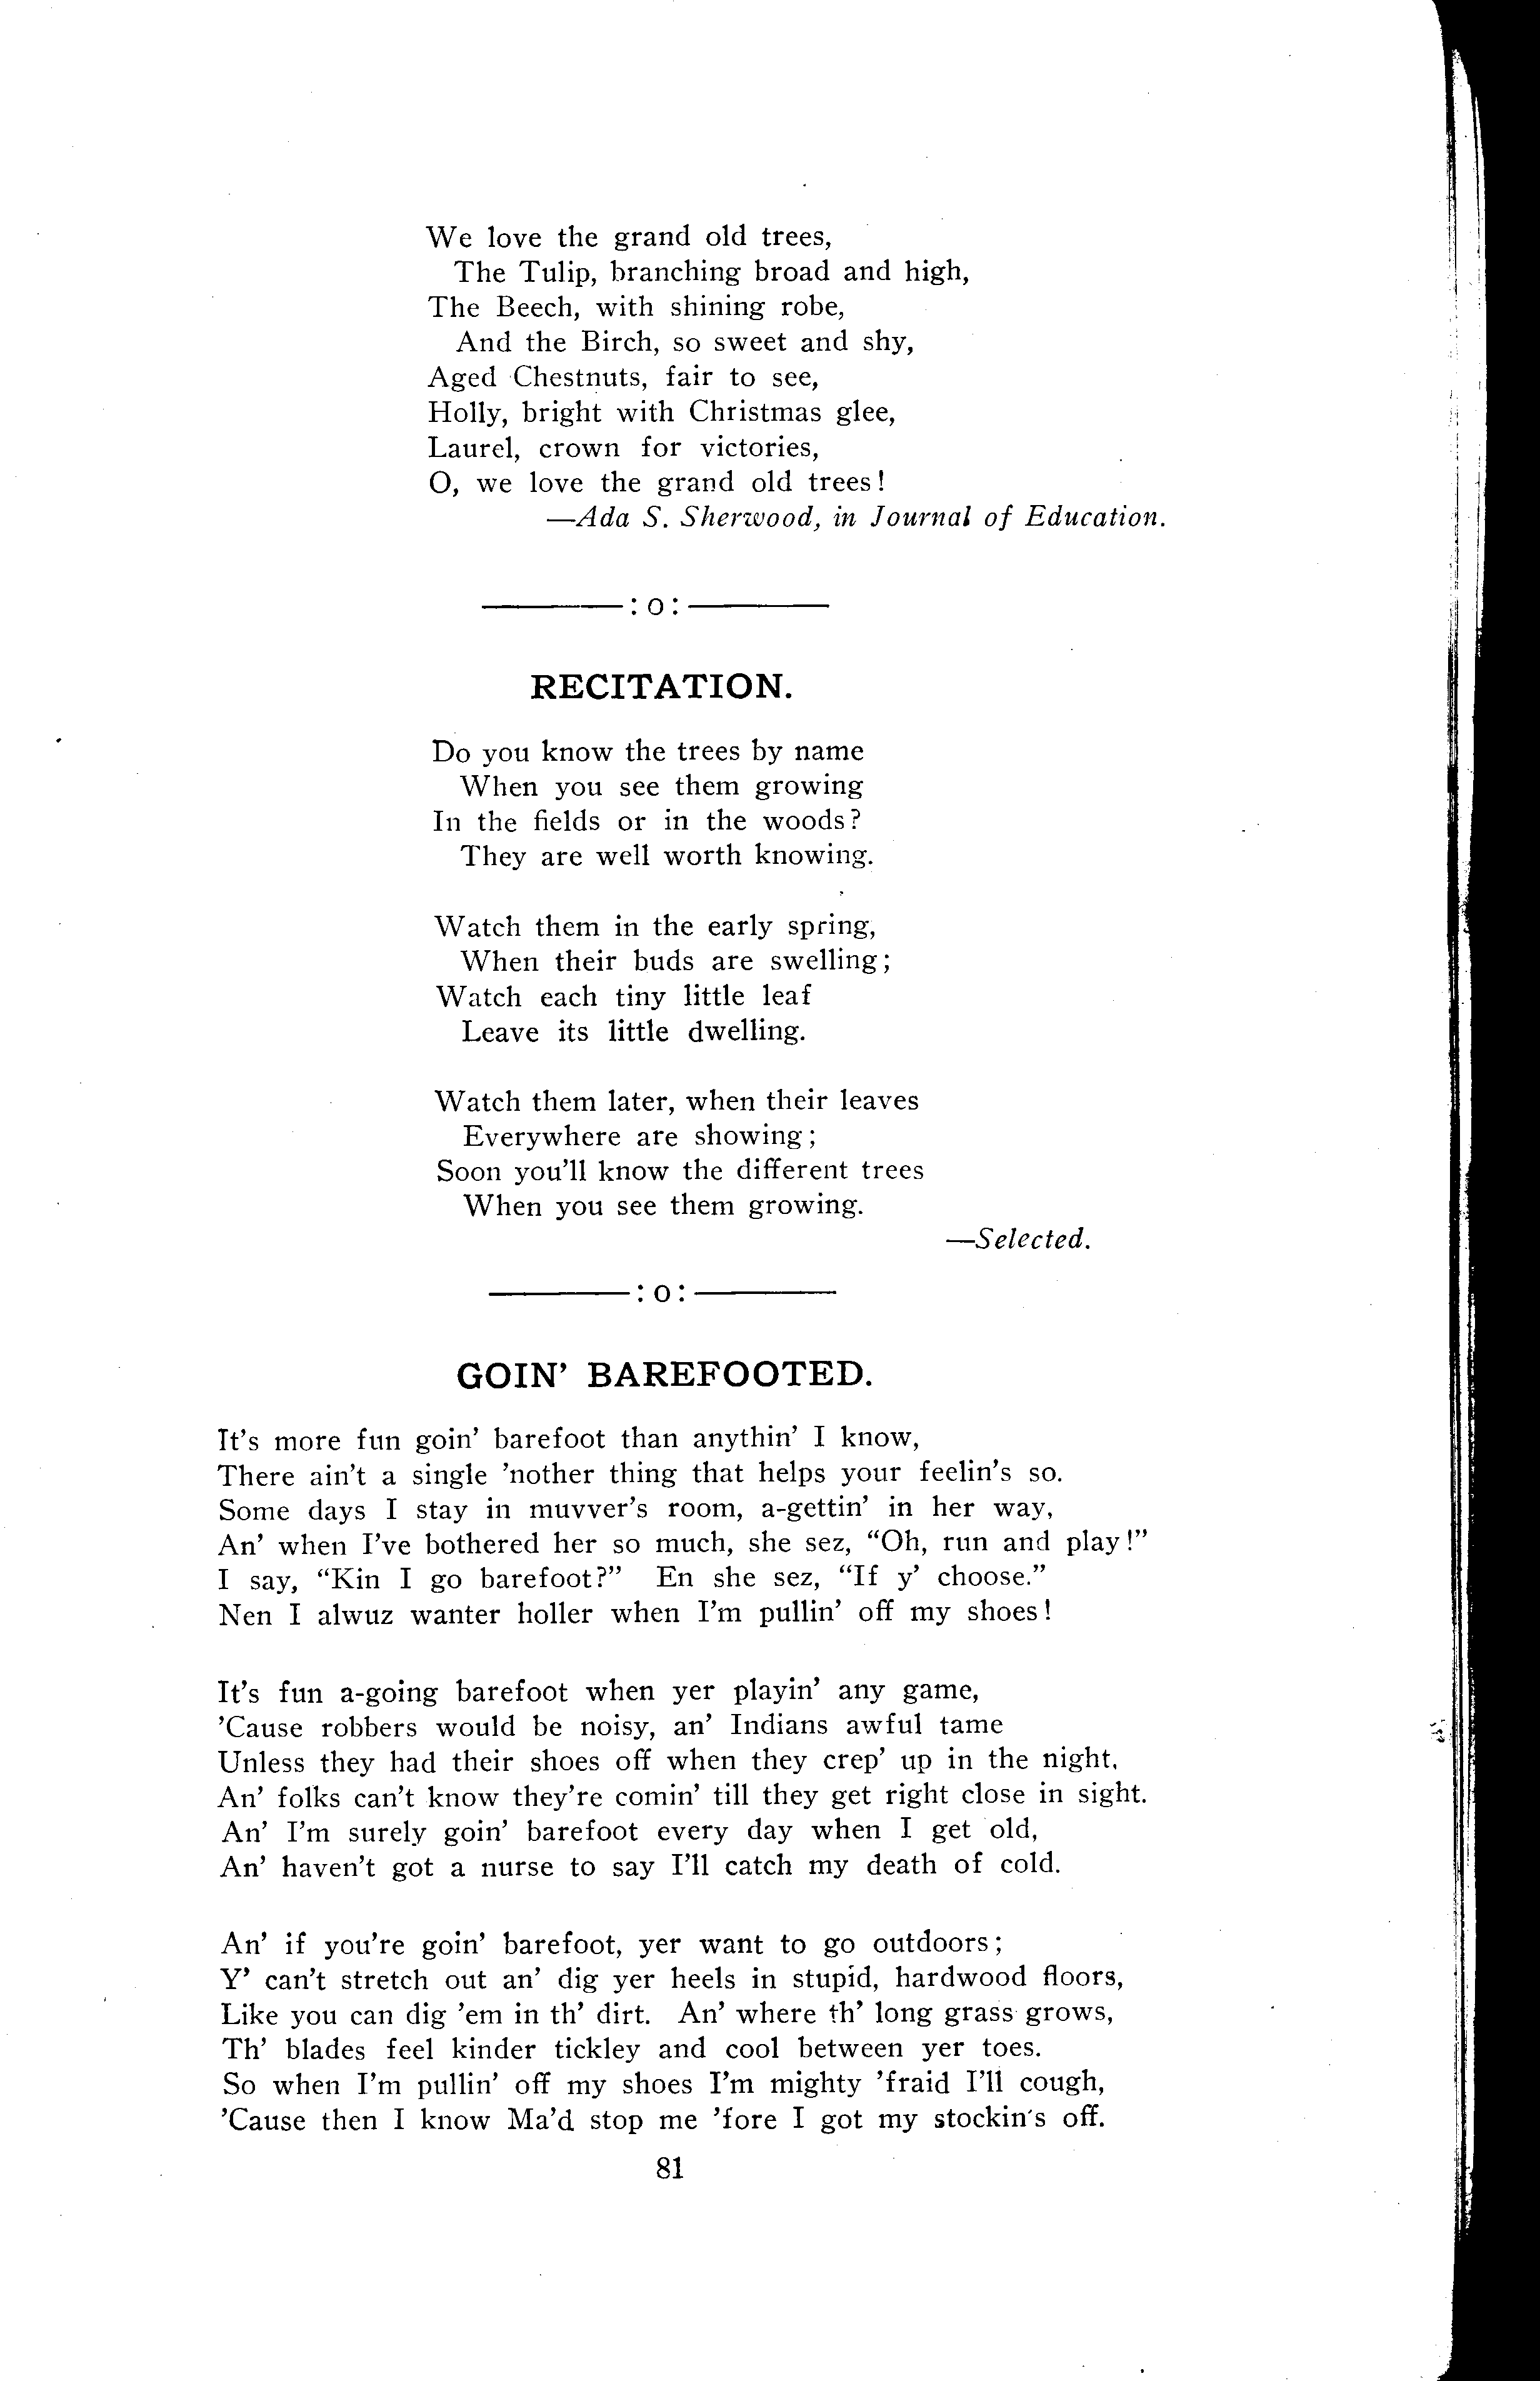 We love the grand old trees,
The Tulip, branching broad and high,
The Beech, with shining robe,
And the Birch, so sweet and shy,
Aged Chestnuts, fair to see,
Holly, bright with Christmas glee,
Laurel, crown for victories,
O, we love the grand old trees!
—Ada S. Sherwood, in Journal of Education.
:o:
RECITATION.
Do you know the trees by name
When you see them growing
In the fields or in the woods?
They are well worth knowing.
Watch them in the early spring,
When their buds are swelling;
Watch each tiny little leaf
Leave its little dwelling.
Watch them later, when their leaves
Everywhere are showing;
Soon you'll know the different trees
When you see them growing.
—Selected.
:o:
GOIN' BAREFOOTED.
It's more fun goin' barefoot than anythin' I know,
There ain't a single 'nother thing that helps your feelin's so.
Some days I stay in muvver's room, a-gettin' in her way,
An' when I've bothered her so much, she sez, "Oh, run and play!"
I say, "Kin I go barefoot?" En she sez, "If y' choose."
Nen I alwuz wanter holler when I'm pullin' off my shoes!
It's fun a-going barefoot when yer playin' any game,
'Cause robbers would be noisy, an' Indians awful tame
Unless they had their shoes off when they crep' up in the night,
An' folks can't know they're comin' till they get right close in sight.
An' I'm surely goin' barefoot every day when I get old,
An' haven't got a nurse to say I'll catch my death of cold.
An' if you're goin' barefoot, yer want to go outdoors;
Y' can't stretch out an' dig yer heels in stupid, hardwood floors,
Like you can dig 'em in th' dirt. An' where th' long grass grows,
Th' blades feel kinder tickley and cool between yer toes.
So when I'm pullin' off my shoes I'm mighty 'fraid I'll cough,
'Cause then I know Ma'd stop me 'fore I got my stockin's off.
81